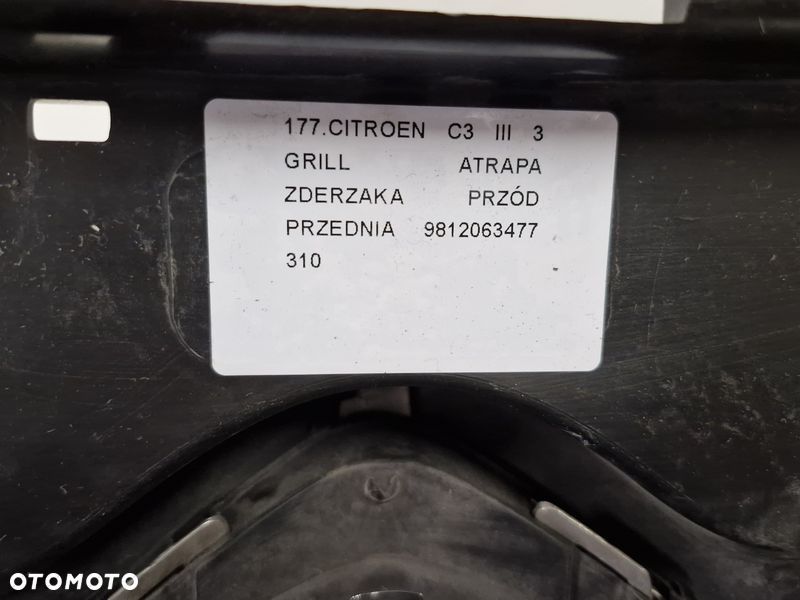 177.CITROEN C3 III 3
GRILL ATRAPA
ZDERZAKA PRZÓD
PRZEDNIA 9812063477
310
OTOMOTO